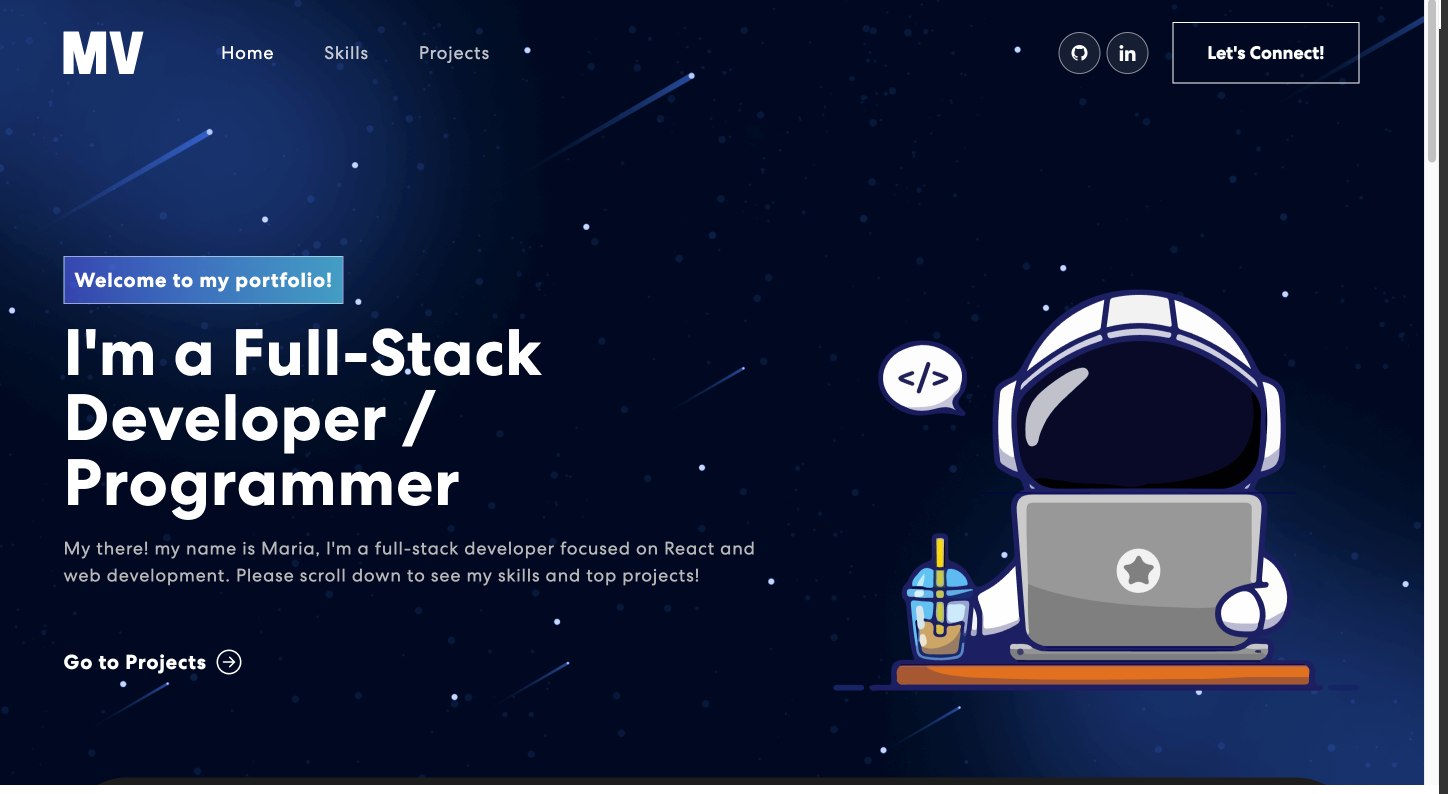 MV
Home
Skills
Projects
Let's Connect!
Welcome to my portfolio!
I'm a Full-Stack
Developer /
Programmer
My there! my name is Maria, I'm a full-stack developer focused on React and
web development. Please scroll down to see my skills and top projects!
Go to Projects
</>